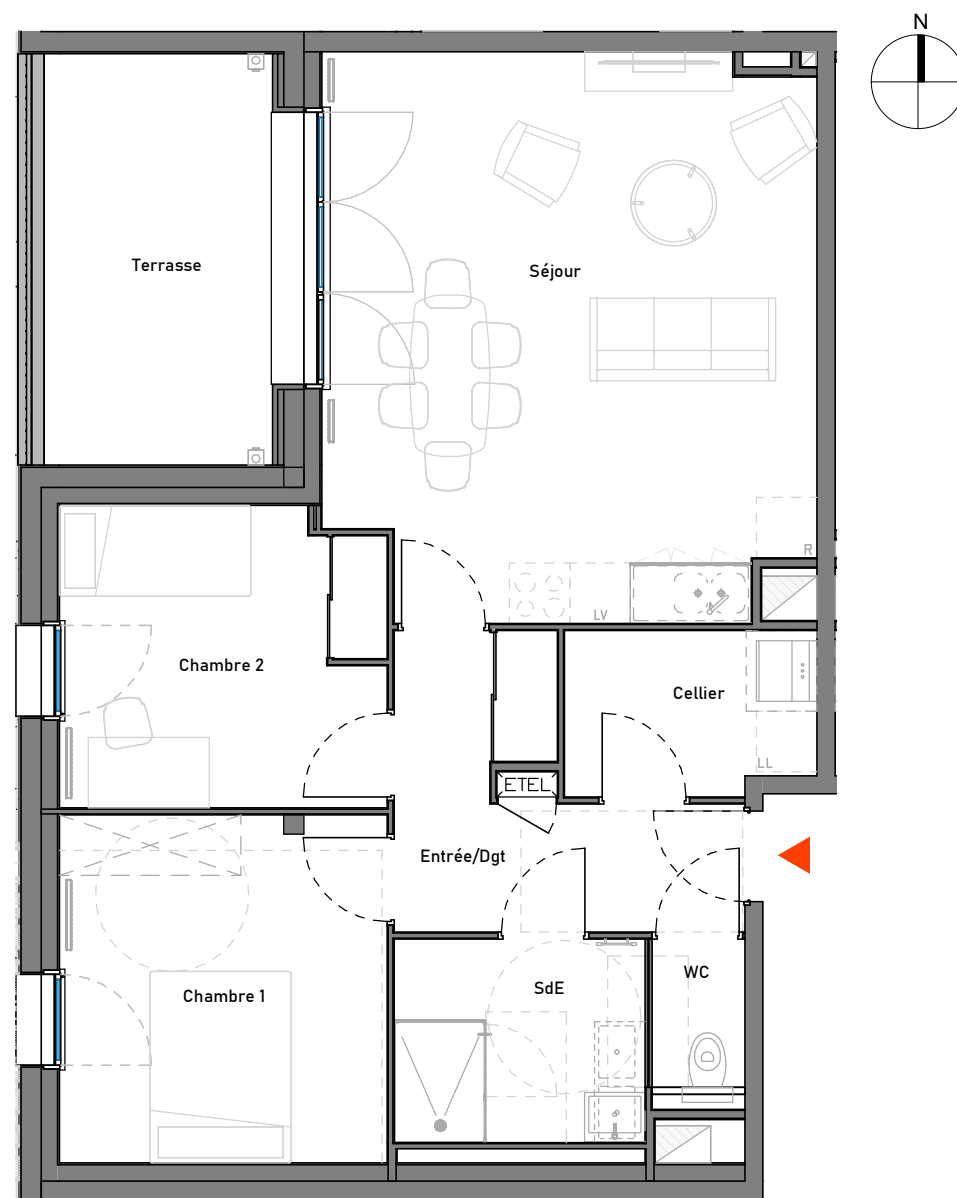 N
Terrasse
Séjour
R
LV
Chambre 2
Cellier
LL
ETEL
Entrée/Dgt
Chambre 1
SdE
WC